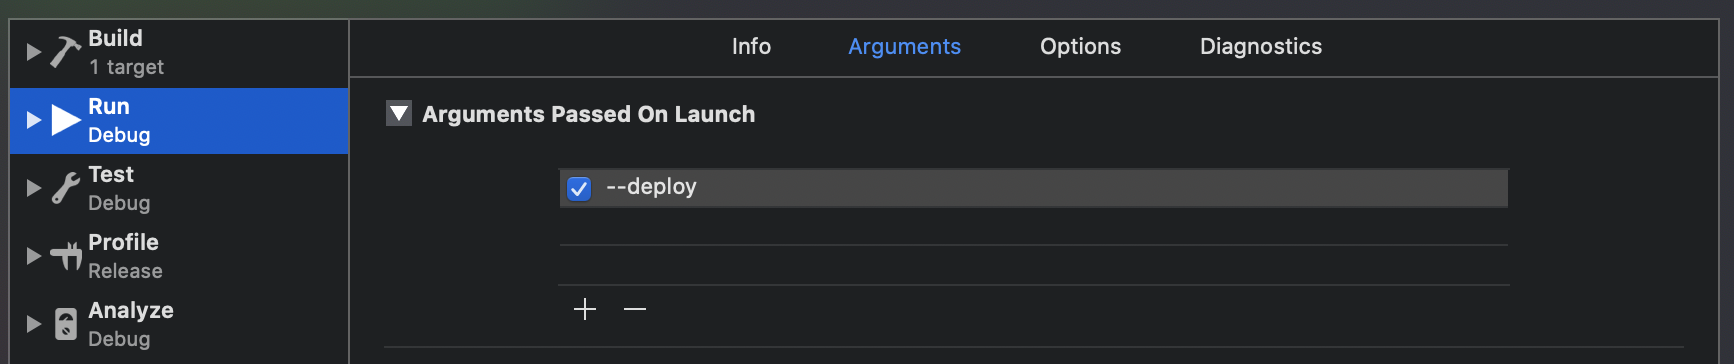 Build
1 target
Run
Debug
Test
Debug
Profile
Release
Analyze
Debug
Info Arguments Options Diagnostics
Arguments Passed On Launch
--deploy